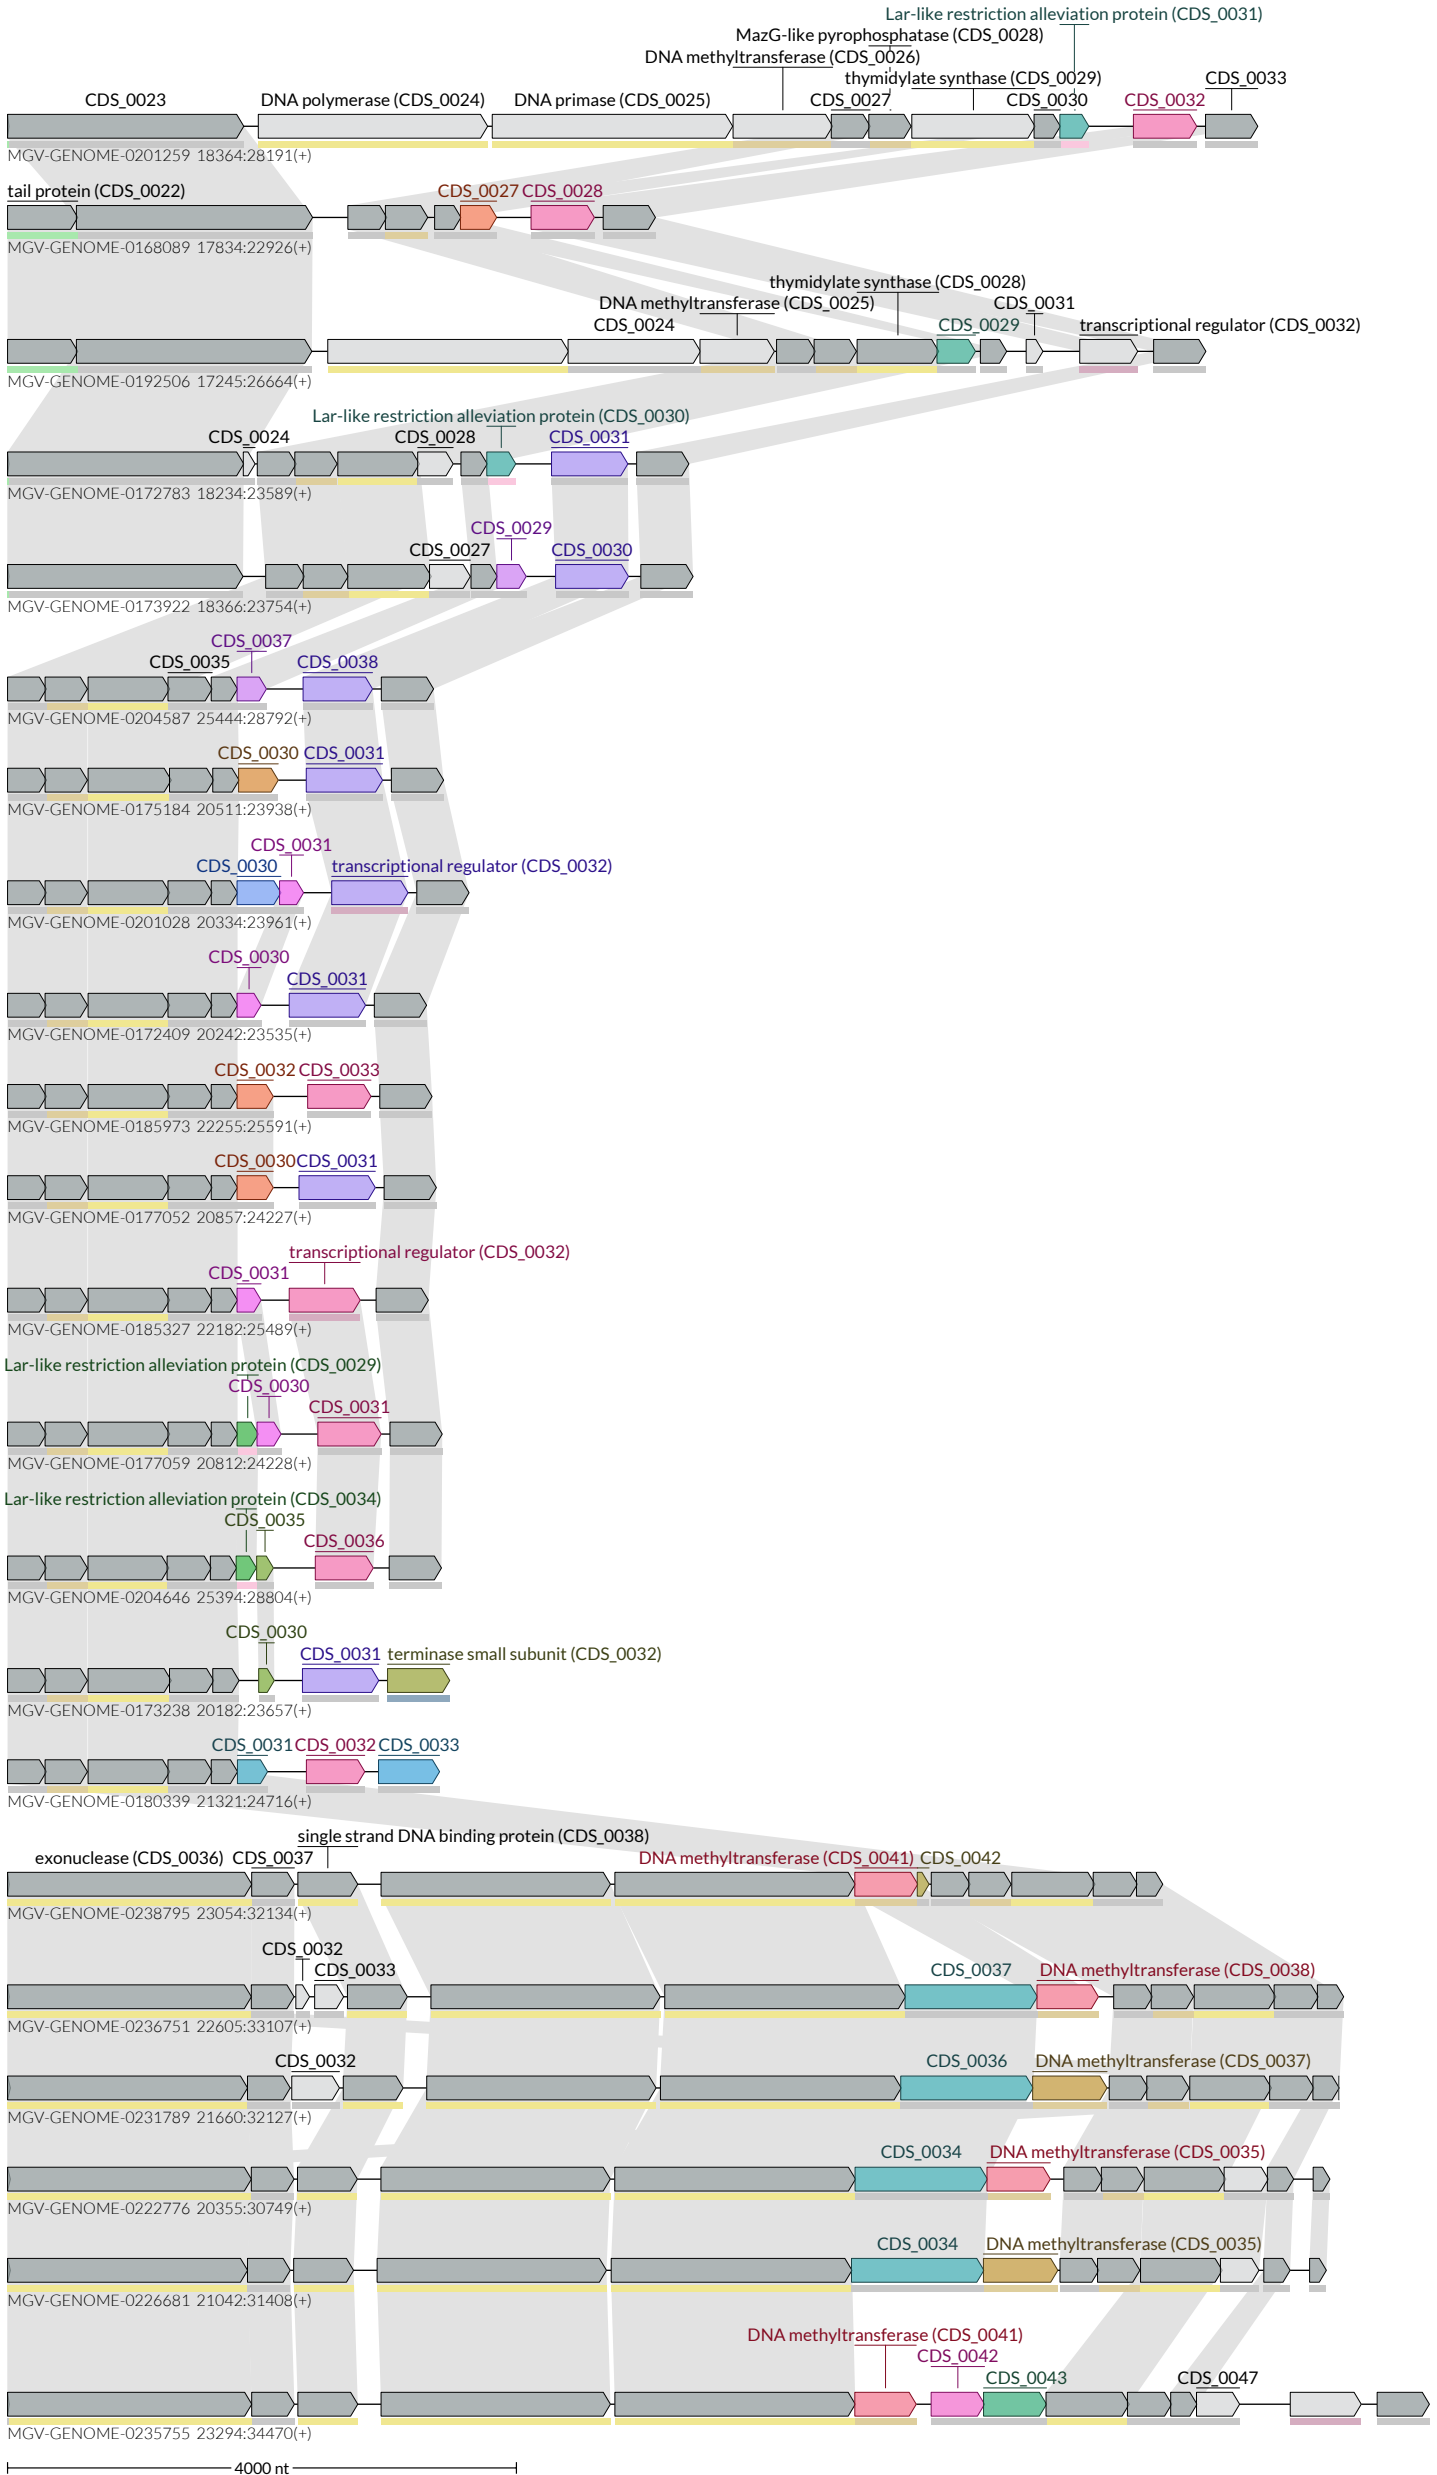 Lar-like restriction alleviation protein (CDS_0031)
MazG-like pyrophosphatase (CDS_0028)
DNA methyltransferase (CDS_0026)
thymidylate synthase (CDS_0029) CDS_0033
CDS_0023 DNA polymerase (CDS_0024) DNA primase (CDS_0025) CDS_0027 CDS_0030 CDS_0032
MGV-GENOME-0201259 18364:28191(+)
tail protein (CDS_0022) CDS_0027 CDS_0028
MGV-GENOME-0168089 17834:22926(+)
thymidylate synthase (CDS_0028)
DNA methyltransferase (CDS_0025) CDS_0031
CDS_0024 CDS_0029 transcriptional regulator (CDS_0032)
MGV-GENOME-0192506 17245:26664(+)
Lar-like restriction alleviation protein (CDS_0030)
CDS_0024 CDS_0028 CDS_0031
MGV-GENOME-0172783 18234:23589(+)
CDS_0029
CDS_0027 CDS_0030
MGV-GENOME-0173922 18366:23754(+)
CDS_0037
CDS_0035 CDS_0038
MGV-GENOME-0204587 25444:28792(+)
CDS_0030 CDS_0031
MGV-GENOME-0175184 20511:23938(+)
CDS_0031
CDS_0030 transcriptional regulator (CDS_0032)
MGV-GENOME-0201028 20334:23961(+)
CDS_0030
CDS_0031
MGV-GENOME-0172409 20242:23535(+)
CDS_0032 CDS_0033
MGV-GENOME-0185973 22255:25591(+)
CDS_0030 CDS_0031
MGV-GENOME-0177052 20857:24227(+)
transcriptional regulator (CDS_0032)
CDS_0031
MGV-GENOME-0185327 22182:25489(+)
Lar-like restriction alleviation protein (CDS_0029)
CDS_0030
CDS_0031
MGV-GENOME-0177059 20812:24228(+)
Lar-like restriction alleviation protein (CDS_0034)
CDS_0035
CDS_0036
MGV-GENOME-0204646 25394:28804(+)
CDS_0030
CDS_0031 terminase small subunit (CDS_0032)
MGV-GENOME-0173238 20182:23657(+)
CDS_0031 CDS_0032 CDS_0033
MGV-GENOME-0180339 21321:24716(+)
single strand DNA binding protein (CDS_0038)
exonuclease (CDS_0036) CDS_0037 DNA methyltransferase (CDS_0041) CDS_0042
MGV-GENOME-0238795 23054:32134(+)
CDS_0032
CDS_0033 CDS_0037 DNA methyltransferase (CDS_0038)
MGV-GENOME-0236751 22605:33107(+)
CDS_0032 CDS_0036 DNA methyltransferase (CDS_0037)
MGV-GENOME-0231789 21660:32127(+)
CDS_0034 DNA methyltransferase (CDS_0035)
MGV-GENOME-0222776 20355:30749(+)
CDS_0034 DNA methyltransferase (CDS_0035)
MGV-GENOME-0226681 21042:31408(+)
DNA methyltransferase (CDS_0041)
CDS_0042
CDS_0043 CDS_0047
MGV-GENOME-0235755 23294:34470(+)
4000 nt